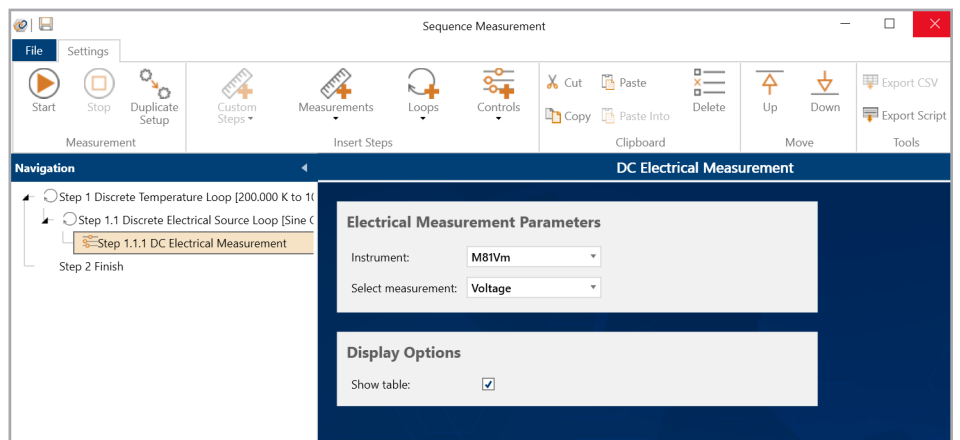 Sequence Measurement
File Settings
Start Stop Duplicate Setup Custom Steps Measurements Loops Controls Cut Paste Copy Paste Into Delete Up Down Export CSV Export Script
Measurement Insert Steps Clipboard Move Tools
Navigation
DC Electrical Measurement
Step 1 Discrete Temperature Loop [200.000 K to 10
Step 1.1 Discrete Electrical Source Loop [Sine C
Step 1.1.1 DC Electrical Measurement
Step 2 Finish
Electrical Measurement Parameters
Instrument: M81Vm
Select measurement: Voltage
Display Options
Show table: